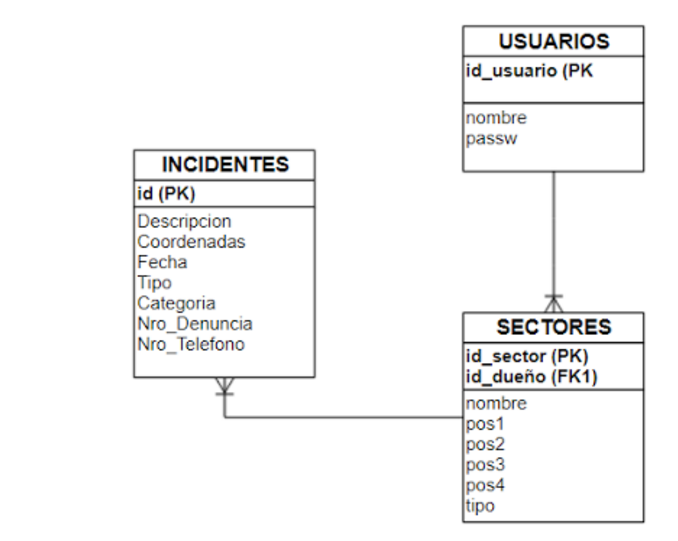 USUARIOS
id_usuario (PK
nombre
passw
INCIDENTES
id (PK)
Descripcion
Coordenadas
Fecha
Tipo
Categoria
Nro_Denuncia
Nro_Telefono
SECTORES
id_sector (PK)
id_dueño (FK1)
nombre
pos1
pos2
pos3
pos4
tipo